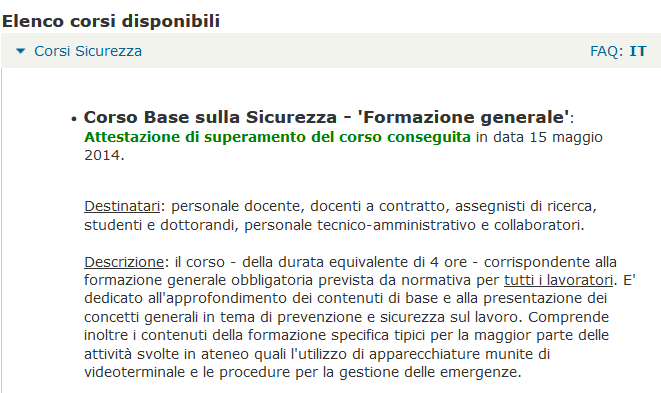 Elenco corsi disponibili
Corsi Sicurezza FAQ: IT
• Corso Base sulla Sicurezza - 'Formazione generale':
Attestazione di superamento del corso conseguita in data 15 maggio
2014.
Destinatari: personale docente, docenti a contratto, assegnisti di ricerca,
studenti e dottorandi, personale tecnico-amministrativo e collaboratori.
Descrizione: il corso - della durata equivalente di 4 ore - corrispondente alla
formazione generale obbligatoria prevista da normativa per tutti i lavoratori. E'
dedicato all'approfondimento dei contenuti di base e alla presentazione dei
concetti generali in tema di prevenzione e sicurezza sul lavoro. Comprende
inoltre i contenuti della formazione specifica tipici per la maggior parte delle
attività svolte in ateneo quali l'utilizzo di apparecchiature munite di
videoterminale e le procedure per la gestione delle emergenze.